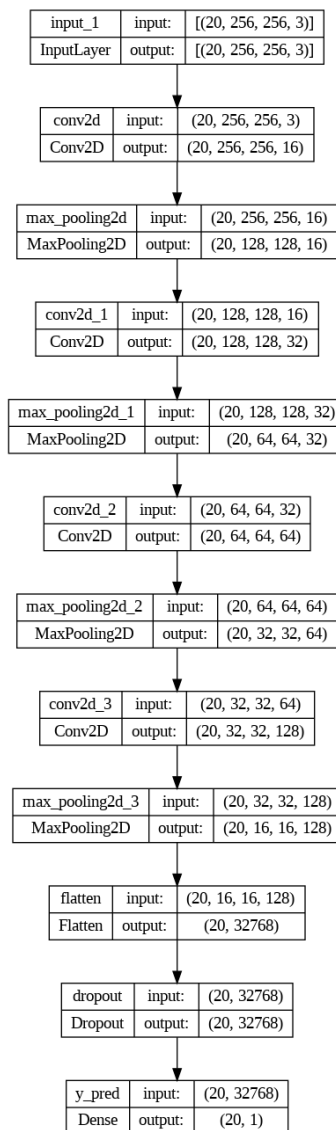 input_1 input: [(20, 256, 256, 3)]
InputLayer output: [(20, 256, 256, 3)]
conv2d input: (20, 256, 256, 3)
Conv2D output: (20, 256, 256, 16)
max_pooling2d input: (20, 256, 256, 16)
MaxPooling2D output: (20, 128, 128, 16)
conv2d_1 input: (20, 128, 128, 16)
Conv2D output: (20, 128, 128, 32)
max_pooling2d_1 input: (20, 128, 128, 32)
MaxPooling2D output: (20, 64, 64, 32)
conv2d_2 input: (20, 64, 64, 32)
Conv2D output: (20, 64, 64, 64)
max_pooling2d_2 input: (20, 64, 64, 64)
MaxPooling2D output: (20, 32, 32, 64)
conv2d_3 input: (20, 32, 32, 64)
Conv2D output: (20, 32, 32, 128)
max_pooling2d_3 input: (20, 32, 32, 128)
MaxPooling2D output: (20, 16, 16, 128)
flatten input: (20, 16, 16, 128)
Flatten output: (20, 32768)
dropout input: (20, 32768)
Dropout output: (20, 32768)
y_pred input: (20, 32768)
Dense output: (20, 1)